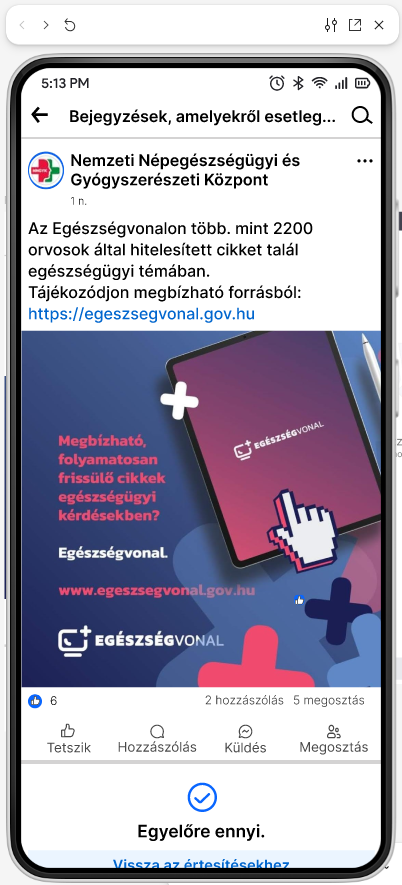 5:13 PM
Bejegyzések, amelyekről esetleg...
Nemzeti Népegészségügyi és
Gyógyszerészeti Központ
1 n.
Az Egészségvonalon több. mint 2200
orvosok által hitelesített cikket talál
egészségügyi témában.
Tájékozódjon megbízható forrásból:
https://egeszsegvonal.gov.hu
EGÉSZSÉGVONAL
Megbízható,
folyamatosan
frissülő cikkek
egészségügyi
kérdésekben?
Egészségvonal.
www.egeszsegvonal.gov.hu
EGÉSZSÉGVONAL
6
2 hozzászólás 5 megosztás
Tetszik Hozzászólás Küldés Megosztás
Egyelőre ennyi.
Vissza az értesítésekhez